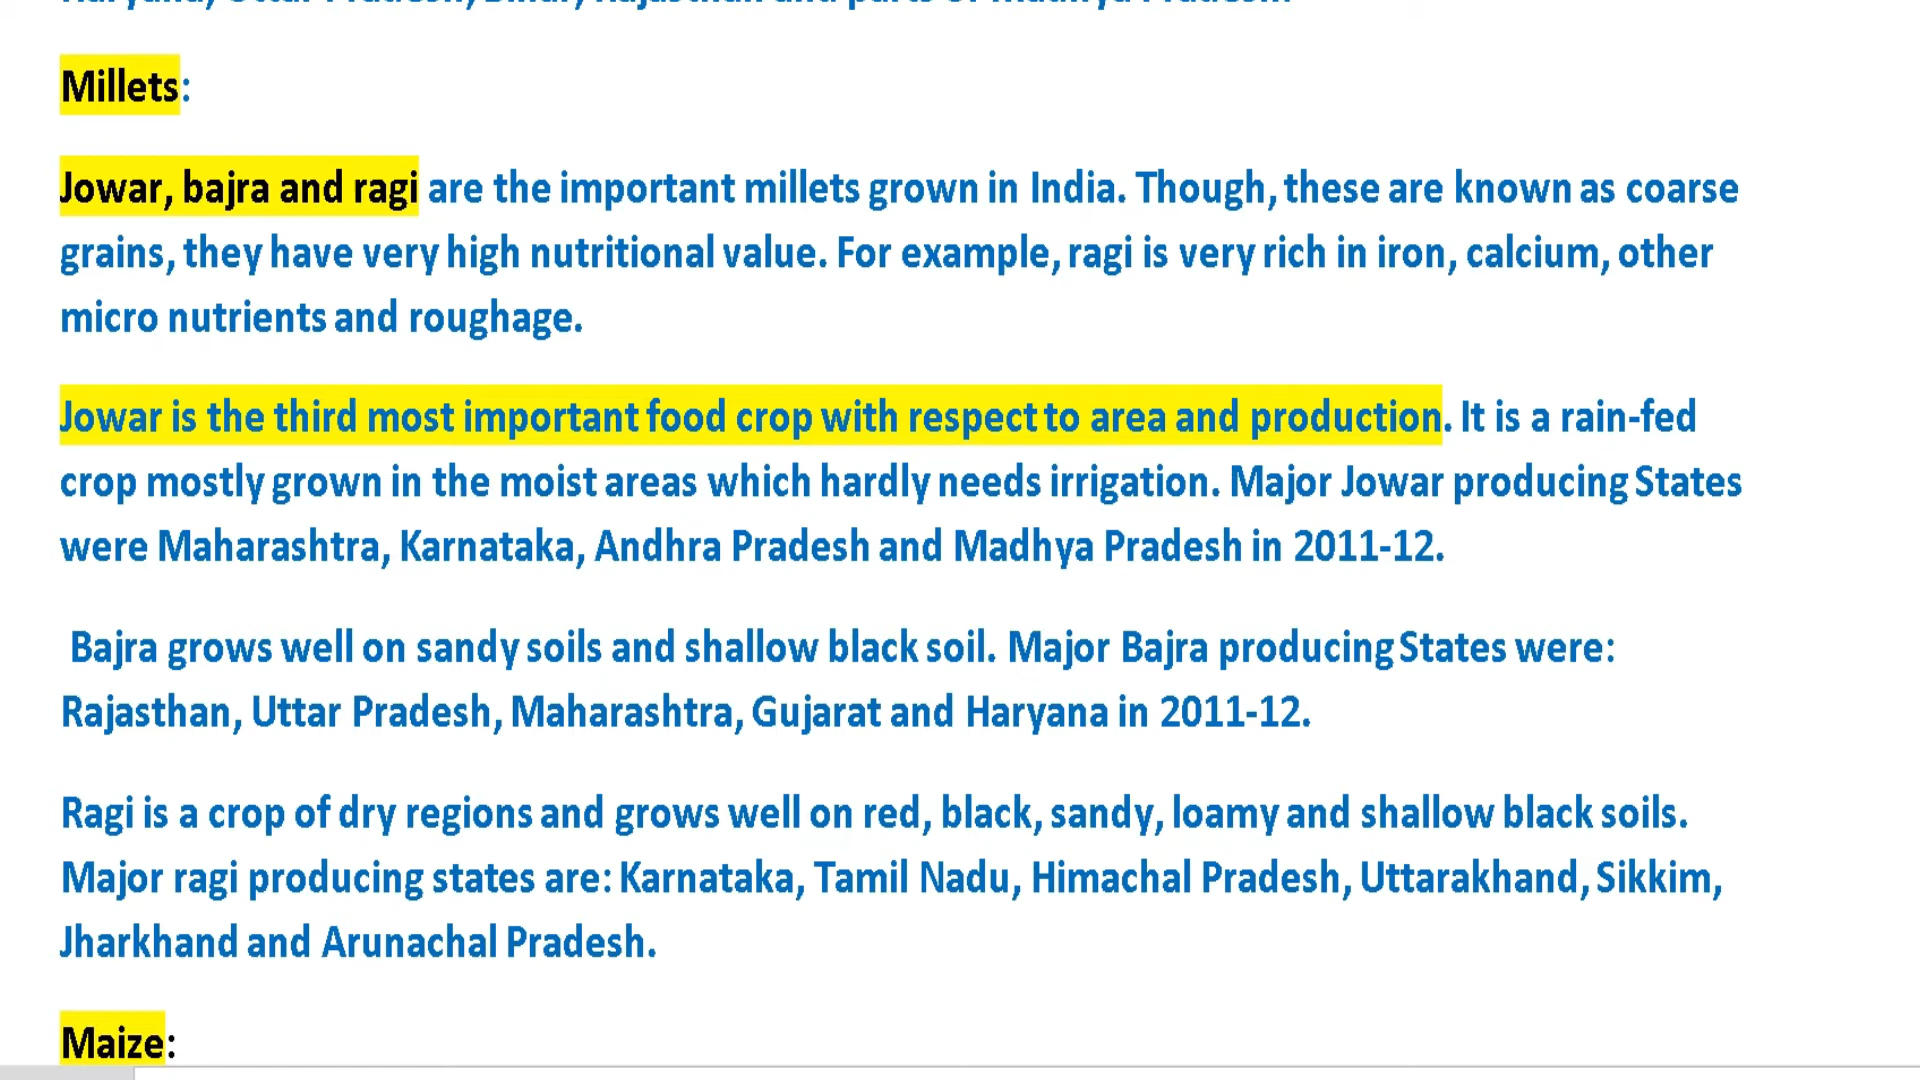 Millets:
Jowar, bajra and ragi are the important millets grown in India. Though, these are known as coarse
grains, they have very high nutritional value. For example, ragi is very rich in iron, calcium, other
micro nutrients and roughage.
Jowar is the third most important food crop with respect to area and production. It is a rain-fed
crop mostly grown in the moist areas which hardly needs irrigation. Major Jowar producing States
were Maharashtra, Karnataka, Andhra Pradesh and Madhya Pradesh in 2011-12.
Bajra grows well on sandy soils and shallow black soil. Major Bajra producing States were:
Rajasthan, Uttar Pradesh, Maharashtra, Gujarat and Haryana in 2011-12.
Ragi is a crop of dry regions and grows well on red, black, sandy, loamy and shallow black soils.
Major ragi producing states are: Karnataka, Tamil Nadu, Himachal Pradesh, Uttarakhand, Sikkim,
Jharkhand and Arunachal Pradesh.
Maize: